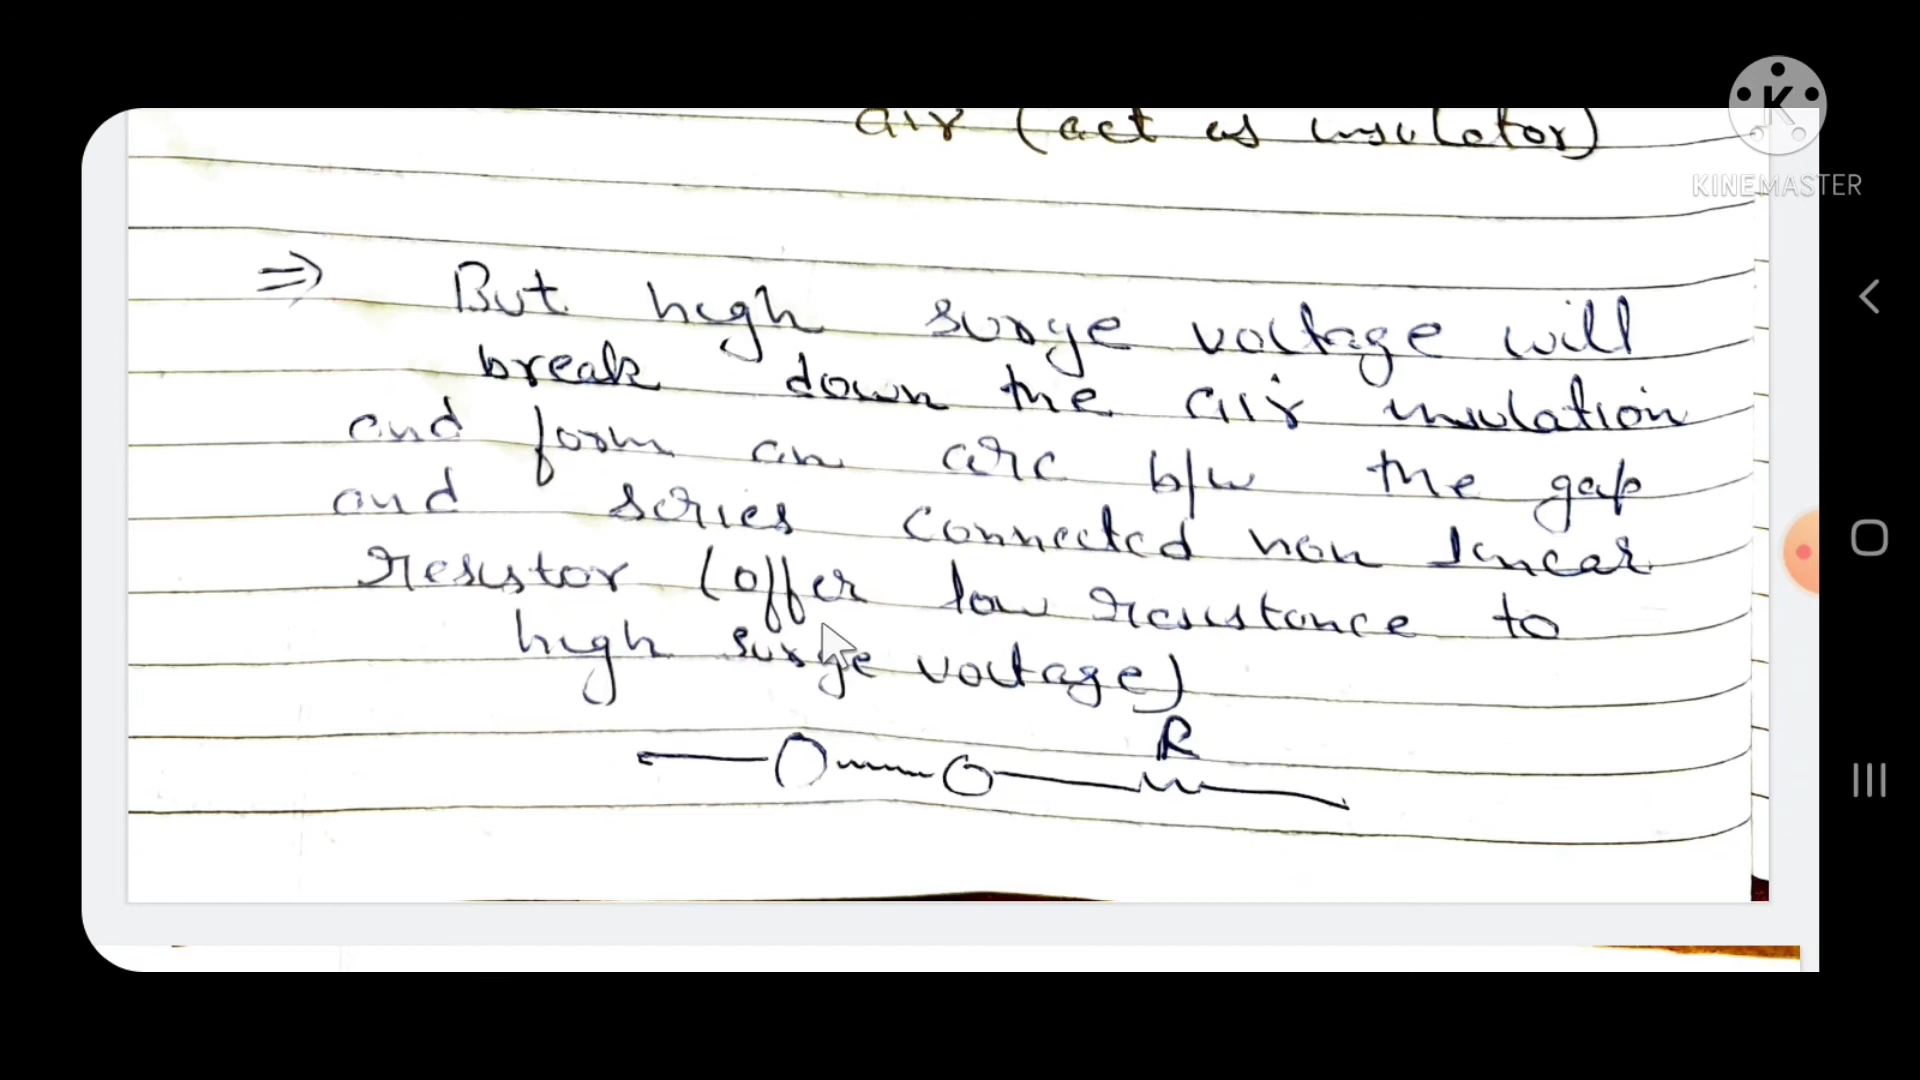 air (act as insulator)
K
KINEMASTER
⇒ But high surge voltage will
break down the air insulation
and form an arc b/w the gap
and series connected non linear
resistor (offer low resistance to
high surge voltage)
R